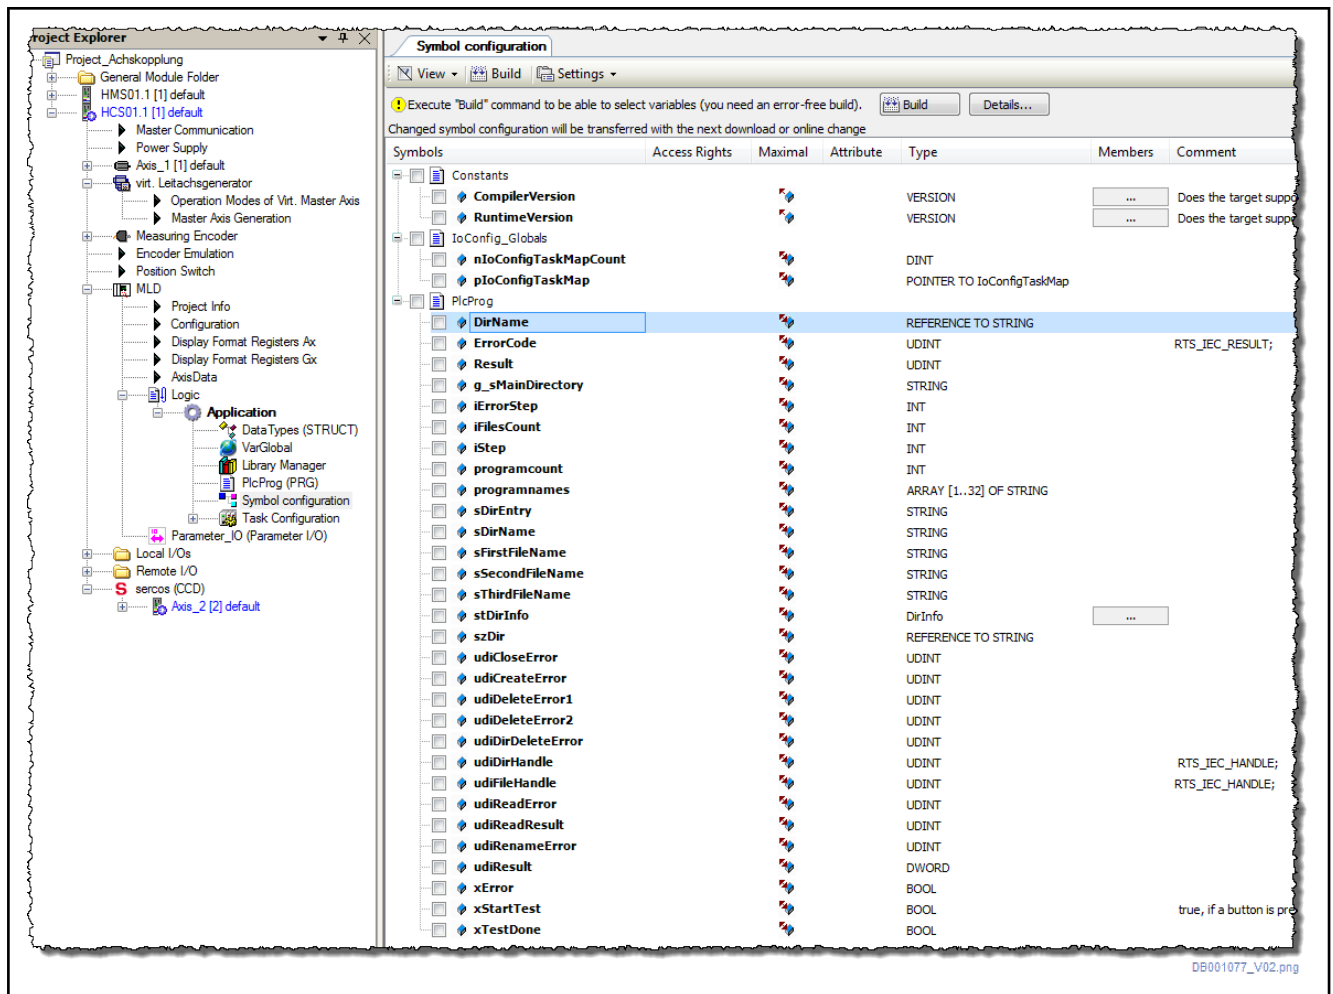 roject Explorer
Project_Achskopplung
General Module Folder
HMS01.1 [1] default
HCS01.1 [1] default
Master Communication
Power Supply
Axis_1 [1] default
virt. Leitachsgenerator
Operation Modes of Virt. Master Axis
Master Axis Generation
Measuring Encoder
Encoder Emulation
Position Switch
MLD
Project Info
Configuration
Display Format Registers Ax
Display Format Registers Gx
AxisData
Logic
Application
DataTypes (STRUCT)
VarGlobal
Library Manager
PlcProg (PRG)
Symbol configuration
Task Configuration
Parameter_IO (Parameter I/O)
Local I/Os
Remote I/O
sercos (CCD)
Axis_2 [2] default
Symbol configuration
View Build Settings
Execute "Build" command to be able to select variables (you need an error-free build). Build Details...
Changed symbol configuration will be transferred with the next download or online change
Symbols Access Rights Maximal Attribute Type Members Comment
Constants
CompilerVersion VERSION ... Does the target suppo
RuntimeVersion VERSION ... Does the target suppo
IoConfig_Globals
nIoConfigTaskMapCount DINT
pIoConfigTaskMap POINTER TO IoConfigTaskMap
PlcProg
DirName REFERENCE TO STRING
ErrorCode UDINT RTS_IEC_RESULT;
Result UDINT
g_sMainDirectory STRING
iErrorStep INT
iFilesCount INT
iStep INT
programcount INT
programnames ARRAY [1..32] OF STRING
sDirEntry STRING
sDirName STRING
sFirstFileName STRING
sSecondFileName STRING
sThirdFileName STRING
stDirInfo DirInfo ...
szDir REFERENCE TO STRING
udiCloseError UDINT
udiCreateError UDINT
udiDeleteError1 UDINT
udiDeleteError2 UDINT
udiDirDeleteError UDINT
udiDirHandle UDINT RTS_IEC_HANDLE;
udiFileHandle UDINT RTS_IEC_HANDLE;
udiReadError UDINT
udiReadResult UDINT
udiRenameError UDINT
udiResult DWORD
xError BOOL
xStartTest BOOL true, if a button is pre
xTestDone BOOL
DB001077_V02.png